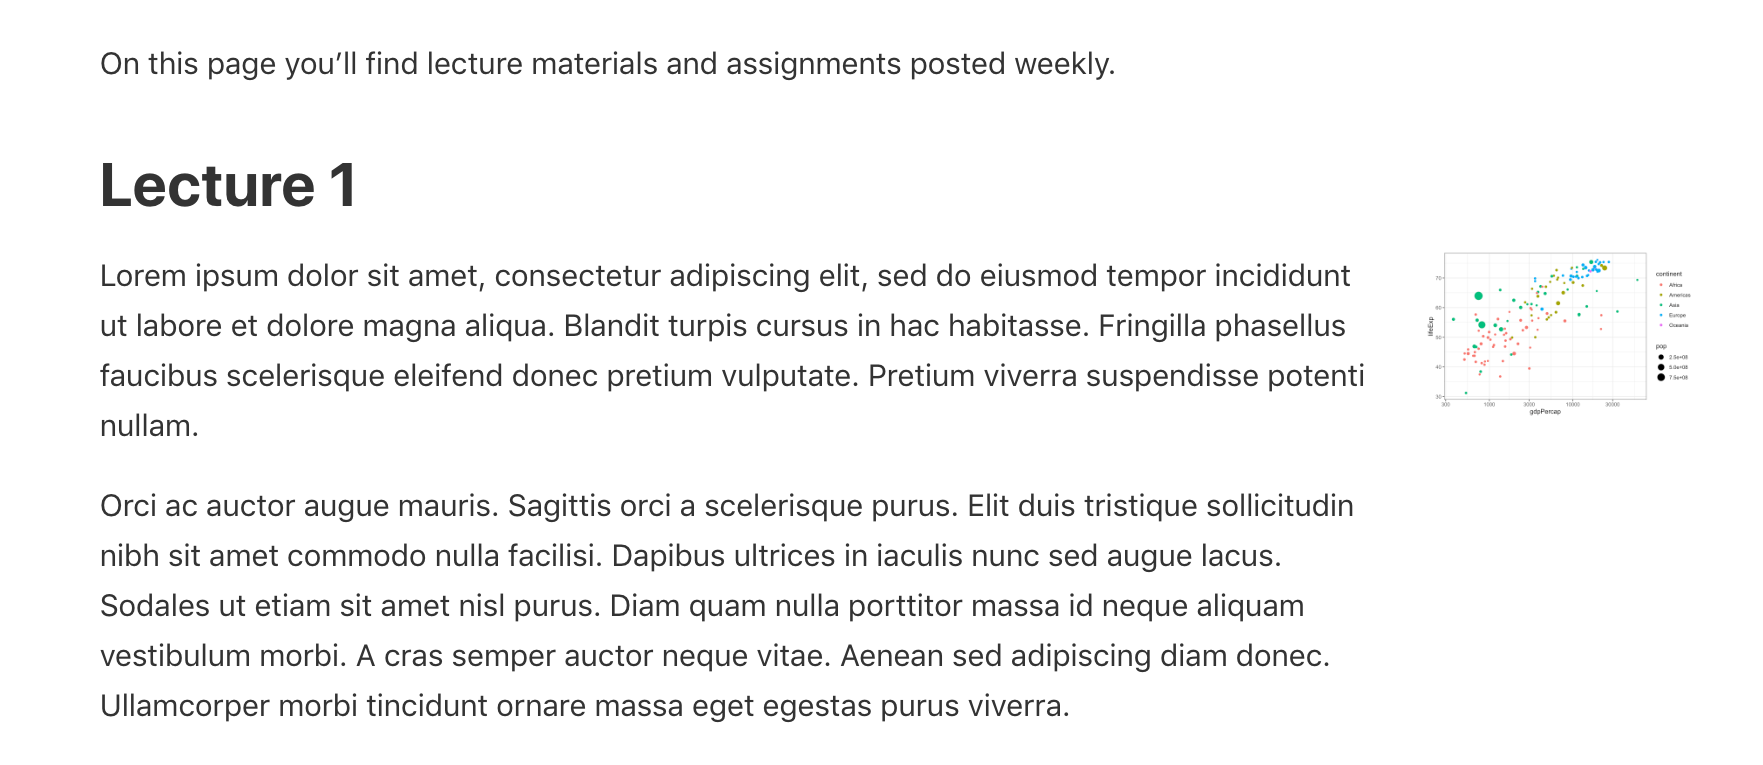 On this page you’ll find lecture materials and assignments posted weekly.
Lecture 1
Lorem ipsum dolor sit amet, consectetur adipiscing elit, sed do eiusmod tempor incididunt
ut labore et dolore magna aliqua. Blandit turpis cursus in hac habitasse. Fringilla phasellus
faucibus scelerisque eleifend donec pretium vulputate. Pretium viverra suspendisse potenti
nullam.
Orci ac auctor augue mauris. Sagittis orci a scelerisque purus. Elit duis tristique sollicitudin
nibh sit amet commodo nulla facilisi. Dapibus ultrices in iaculis nunc sed augue lacus.
Sodales ut etiam sit amet nisl purus. Diam quam nulla porttitor massa id neque aliquam
vestibulum morbi. A cras semper auctor neque vitae. Aenean sed adipiscing diam donec.
Ullamcorper morbi tincidunt ornare massa eget egestas purus viverra.
lifeExp
70
60
50
40
30
300 1000 3000 10000 30000
gdpPercap
continent
Africa
Americas
Asia
Europe
Oceania
pop
2.5e+08
5.0e+08
7.5e+08